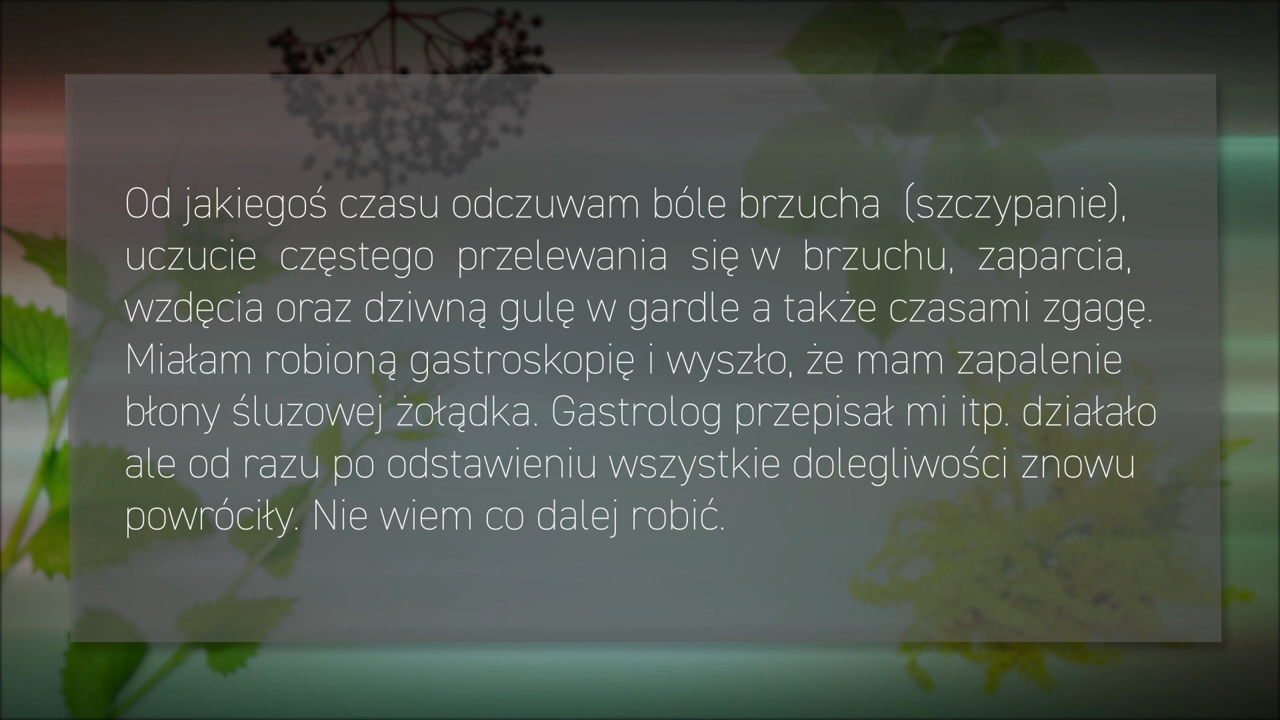 Od jakiegoś czasu odczuwam bóle brzucha (szczypanie),
uczucie częstego przelewania się w brzuchu, zaparcia,
wzdęcia oraz dziwną gulę w gardle a także czasami zgagę.
Miałam robioną gastroskopię i wyszło, że mam zapalenie
błony śluzowej żołądka. Gastrolog przepisał mi itp. działało
ale od razu po odstawieniu wszystkie dolegliwości znowu
powróciły. Nie wiem co dalej robić.